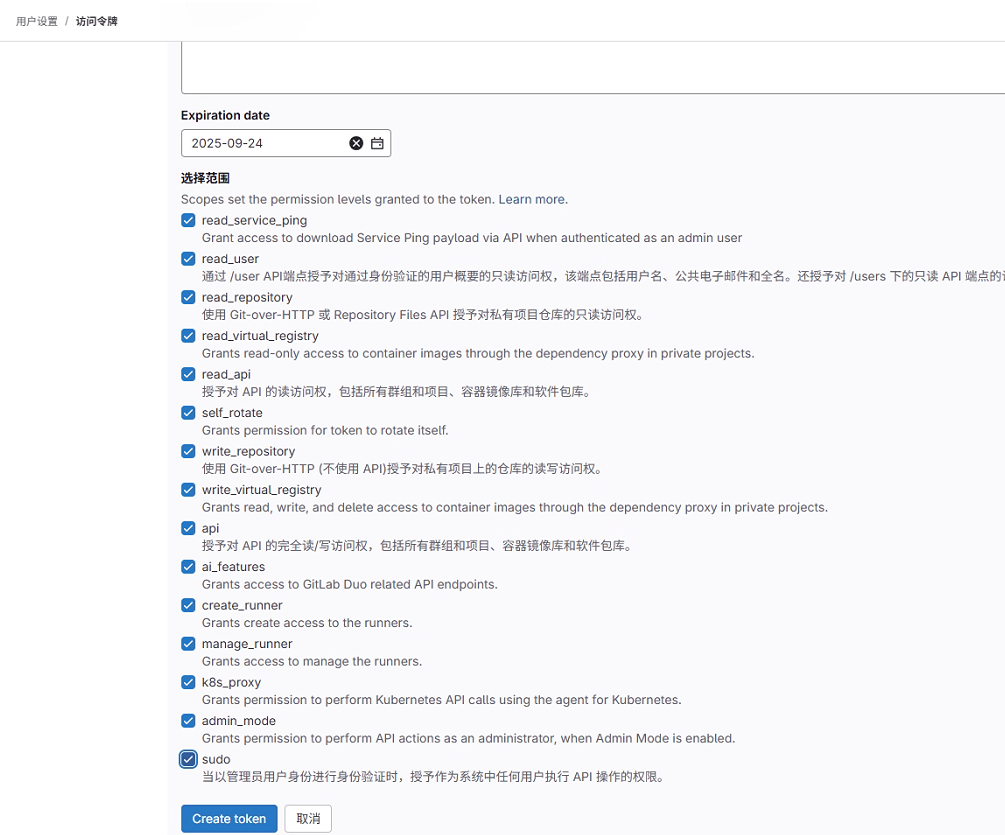 用户设置 / 访问令牌
Expiration date
2025-09-24
选择范围
Scopes set the permission levels granted to the token. Learn more.
read_service_ping
Grant access to download Service Ping payload via API when authenticated as an admin user
read_user
通过 /user API端点授予对通过身份验证的用户概要的只读访问权，该端点包括用户名、公共电子邮件和全名。还授予对 /users 下的只读 API 端点的
read_repository
使用 Git-over-HTTP 或 Repository Files API 授予对私有项目仓库的只读访问权。
read_virtual_registry
Grants read-only access to container images through the dependency proxy in private projects.
read_api
授予对 API 的读访问权，包括所有群组和项目、容器镜像库和软件包库。
self_rotate
Grants permission for token to rotate itself.
write_repository
使用 Git-over-HTTP (不使用 API)授予对私有项目上的仓库的读写访问权。
write_virtual_registry
Grants read, write, and delete access to container images through the dependency proxy in private projects.
api
授予对 API 的完全读/写访问权，包括所有群组和项目、容器镜像库和软件包库。
ai_features
Grants access to GitLab Duo related API endpoints.
create_runner
Grants create access to the runners.
manage_runner
Grants access to manage the runners.
k8s_proxy
Grants permission to perform Kubernetes API calls using the agent for Kubernetes.
admin_mode
Grants permission to perform API actions as an administrator, when Admin Mode is enabled.
sudo
当以管理员用户身份进行身份验证时，授予作为系统中任何用户执行 API 操作的权限。
Create token 取消